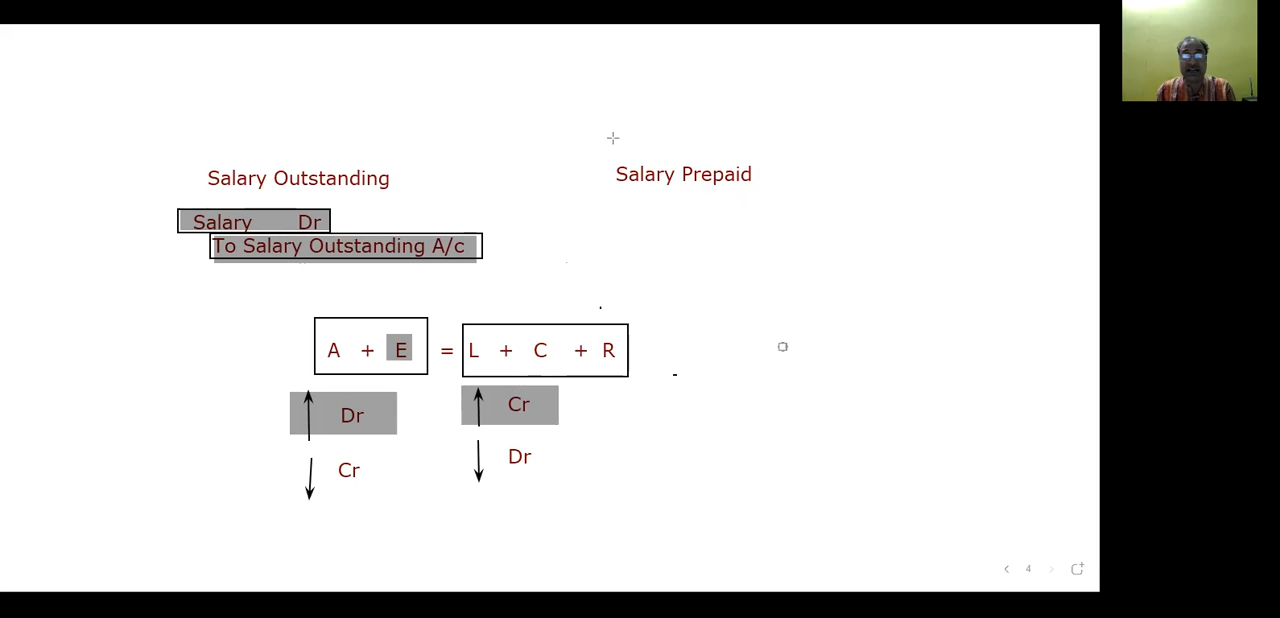 Salary Outstanding
Salary Prepaid
Salary Dr
To Salary Outstanding A/c
A + E = L + C + R
Dr
Cr
Cr
Dr
4